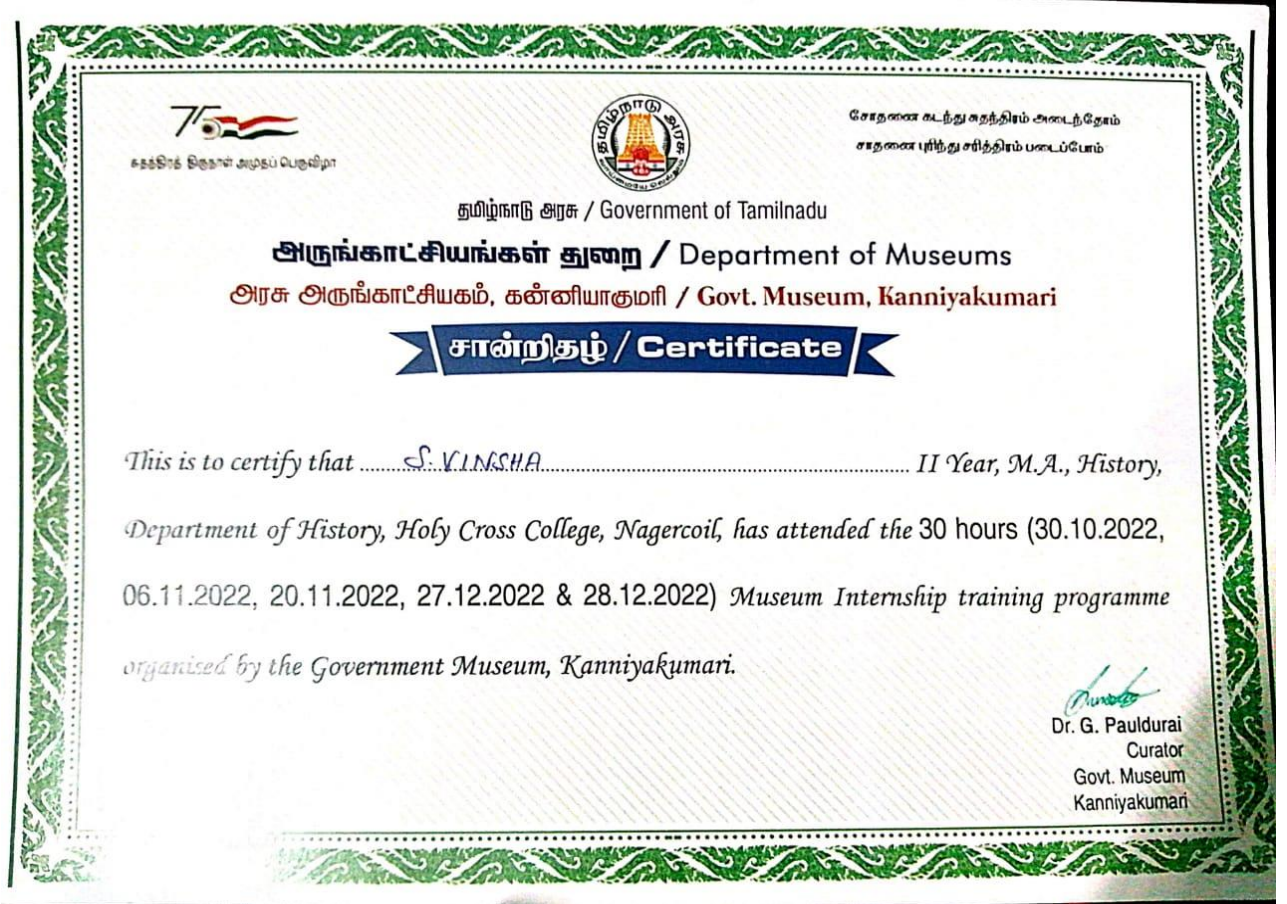 75
சுதந்திரத் திருநாள் அமுதப் பெருவிழா
தமிழ்நாடு அரசு
வாய்மையே வெல்லும்
சோதனை கடந்து சுதந்திரம் அடைந்தோம்
சாதனை புரிந்து சரித்திரம் படைப்போம்
தமிழ்நாடு அரசு / Government of Tamilnadu
அருங்காட்சியங்கள் துறை / Department of Museums
அரசு அருங்காட்சியகம், கன்னியாகுமரி / Govt. Museum, Kanniyakumari
சான்றிதழ் / Certificate
This is to certify that ...... S. VINSHA ...... II Year, M.A., History,
Department of History, Holy Cross College, Nagercoil, has attended the 30 hours (30.10.2022,
06.11.2022, 20.11.2022, 27.12.2022 & 28.12.2022) Museum Internship training programme
organised by the Government Museum, Kanniyakumari.
Dr. G. Pauldurai
Curator
Govt. Museum
Kanniyakumari